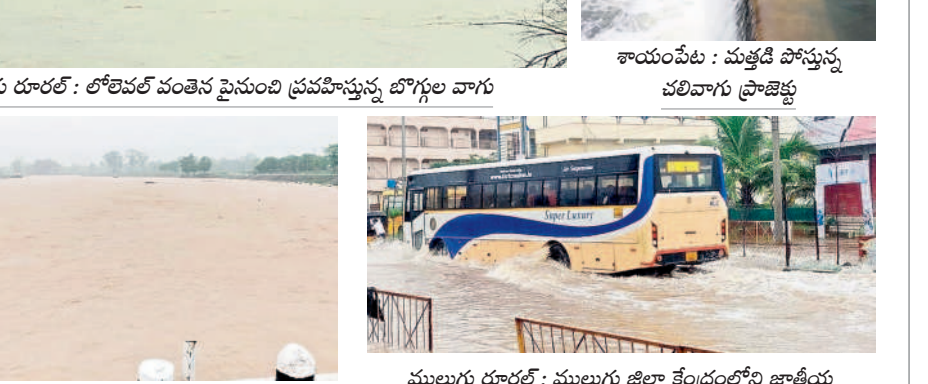 శాయంపేట : మత్తడి పోస్తున్న
చలివాగు ప్రాజెక్టు
రూరల్ : లోలెవల్ వంతెన పైనుంచి ప్రవహిస్తున్న బొగ్గుల వాగు
Super Luxury
ములుగు రూరల్ : ములుగు జిల్లా కేంద్రంలోని జాతీయ